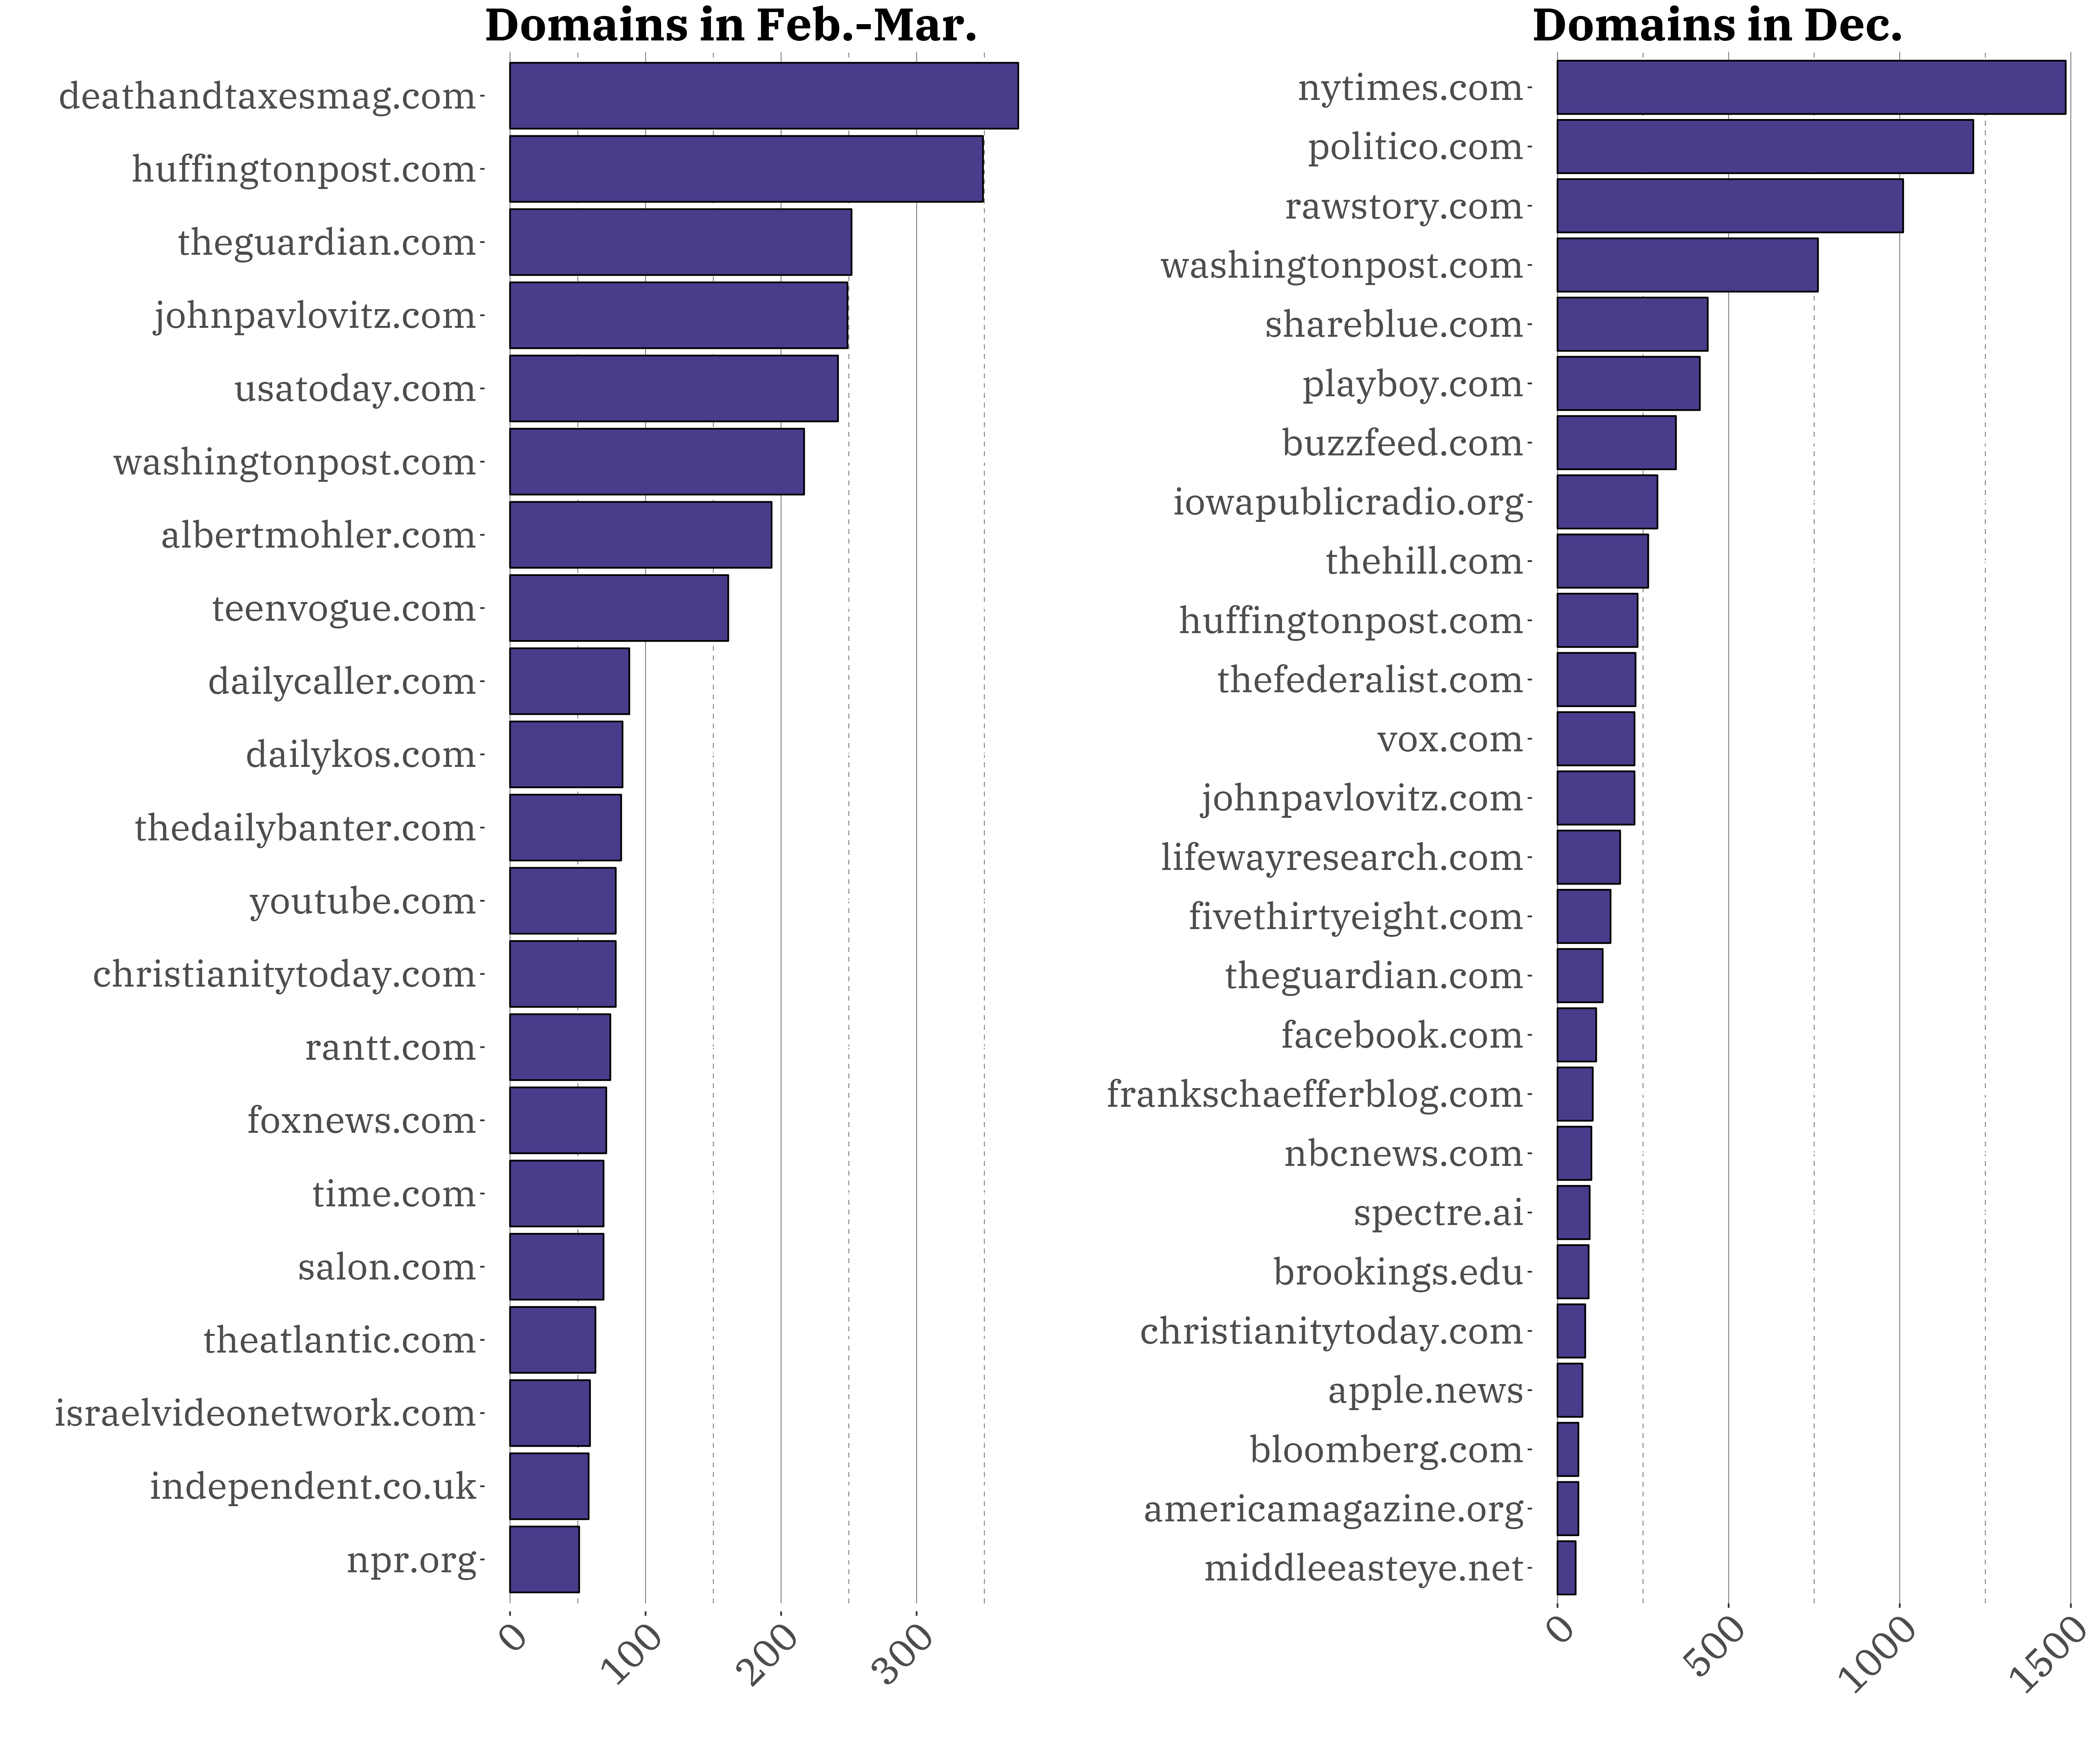 Domains in Feb.-Mar.
deathandtaxesmag.com
huffingtonpost.com
theguardian.com
johnpavlovitz.com
usatoday.com
washingtonpost.com
albertmohler.com
teenvogue.com
dailycaller.com
dailykos.com
thedailybanter.com
youtube.com
christianitytoday.com
rantt.com
foxnews.com
time.com
salon.com
theatlantic.com
israelvideonetwork.com
independent.co.uk
npr.org
0 100 200 300
Domains in Dec.
nytimes.com
politico.com
rawstory.com
washingtonpost.com
shareblue.com
playboy.com
buzzfeed.com
iowapublicradio.org
thehill.com
huffingtonpost.com
thefederalist.com
vox.com
johnpavlovitz.com
lifewayresearch.com
fivethirtyeight.com
theguardian.com
facebook.com
frankschaefferblog.com
nbcnews.com
spectre.ai
brookings.edu
christianitytoday.com
apple.news
bloomberg.com
americamagazine.org
middleeasteye.net
0 500 1000 1500